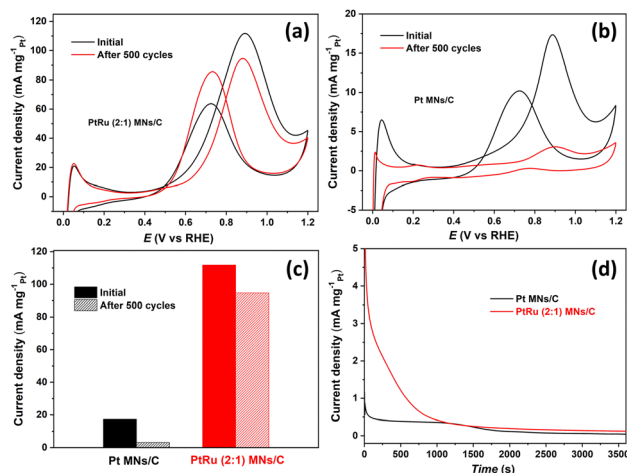 (a)
Initial
After 500 cycles
PtRu (2:1) MNs/C
Current density (mA mg⁻¹Pt)
120
100
80
60
40
20
0
0.0 0.2 0.4 0.6 0.8 1.0 1.2
E (V vs RHE)
(b)
Initial
After 500 cycles
Pt MNs/C
Current density (mA mg⁻¹Pt)
20
15
10
5
0
-5
0.0 0.2 0.4 0.6 0.8 1.0 1.2
E (V vs RHE)
(c)
Initial
After 500 cycles
Current density (mA mg⁻¹Pt)
120
100
80
60
40
20
0
Pt MNs/C PtRu (2:1) MNs/C
(d)
Pt MNs/C
PtRu (2:1) MNs/C
Current density (mA mg⁻¹Pt)
5
4
3
2
1
0
0 500 1000 1500 2000 2500 3000 3500
Time (s)